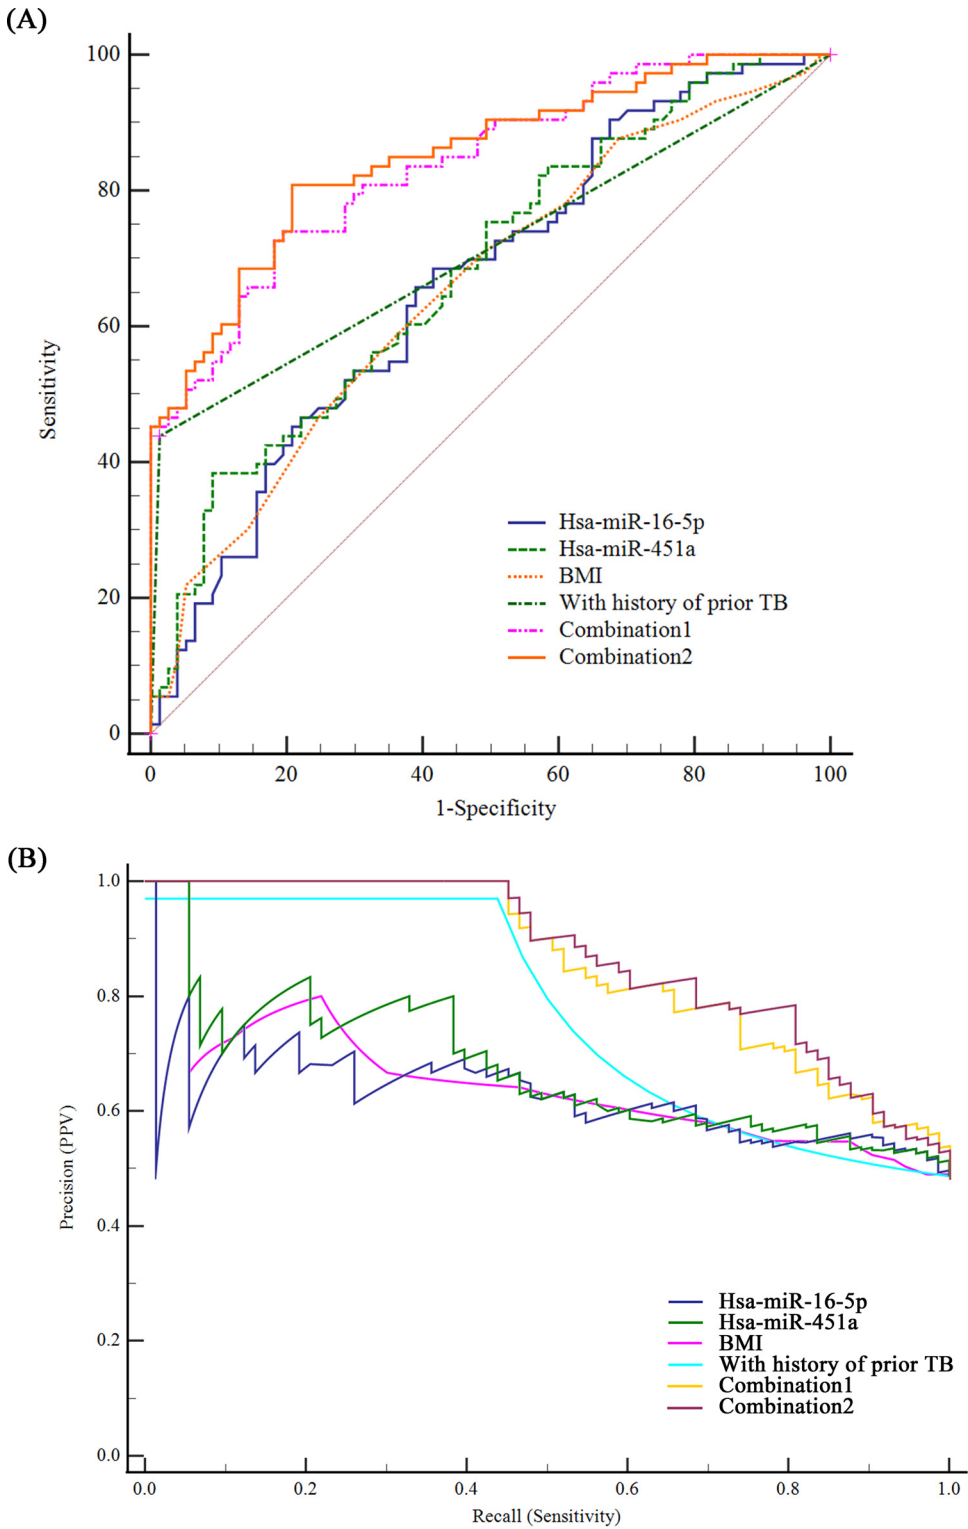 (A)
100
80
60
40
20
0
Sensitivity
Hsa-miR-16-5p
Hsa-miR-451a
BMI
With history of prior TB
Combination1
Combination2
0 20 40 60 80 100
1-Specificity
(B)
1.0
0.8
0.6
0.4
0.2
0.0
Precision (PPV)
Hsa-miR-16-5p
Hsa-miR-451a
BMI
With history of prior TB
Combination1
Combination2
0.0 0.2 0.4 0.6 0.8 1.0
Recall (Sensitivity)